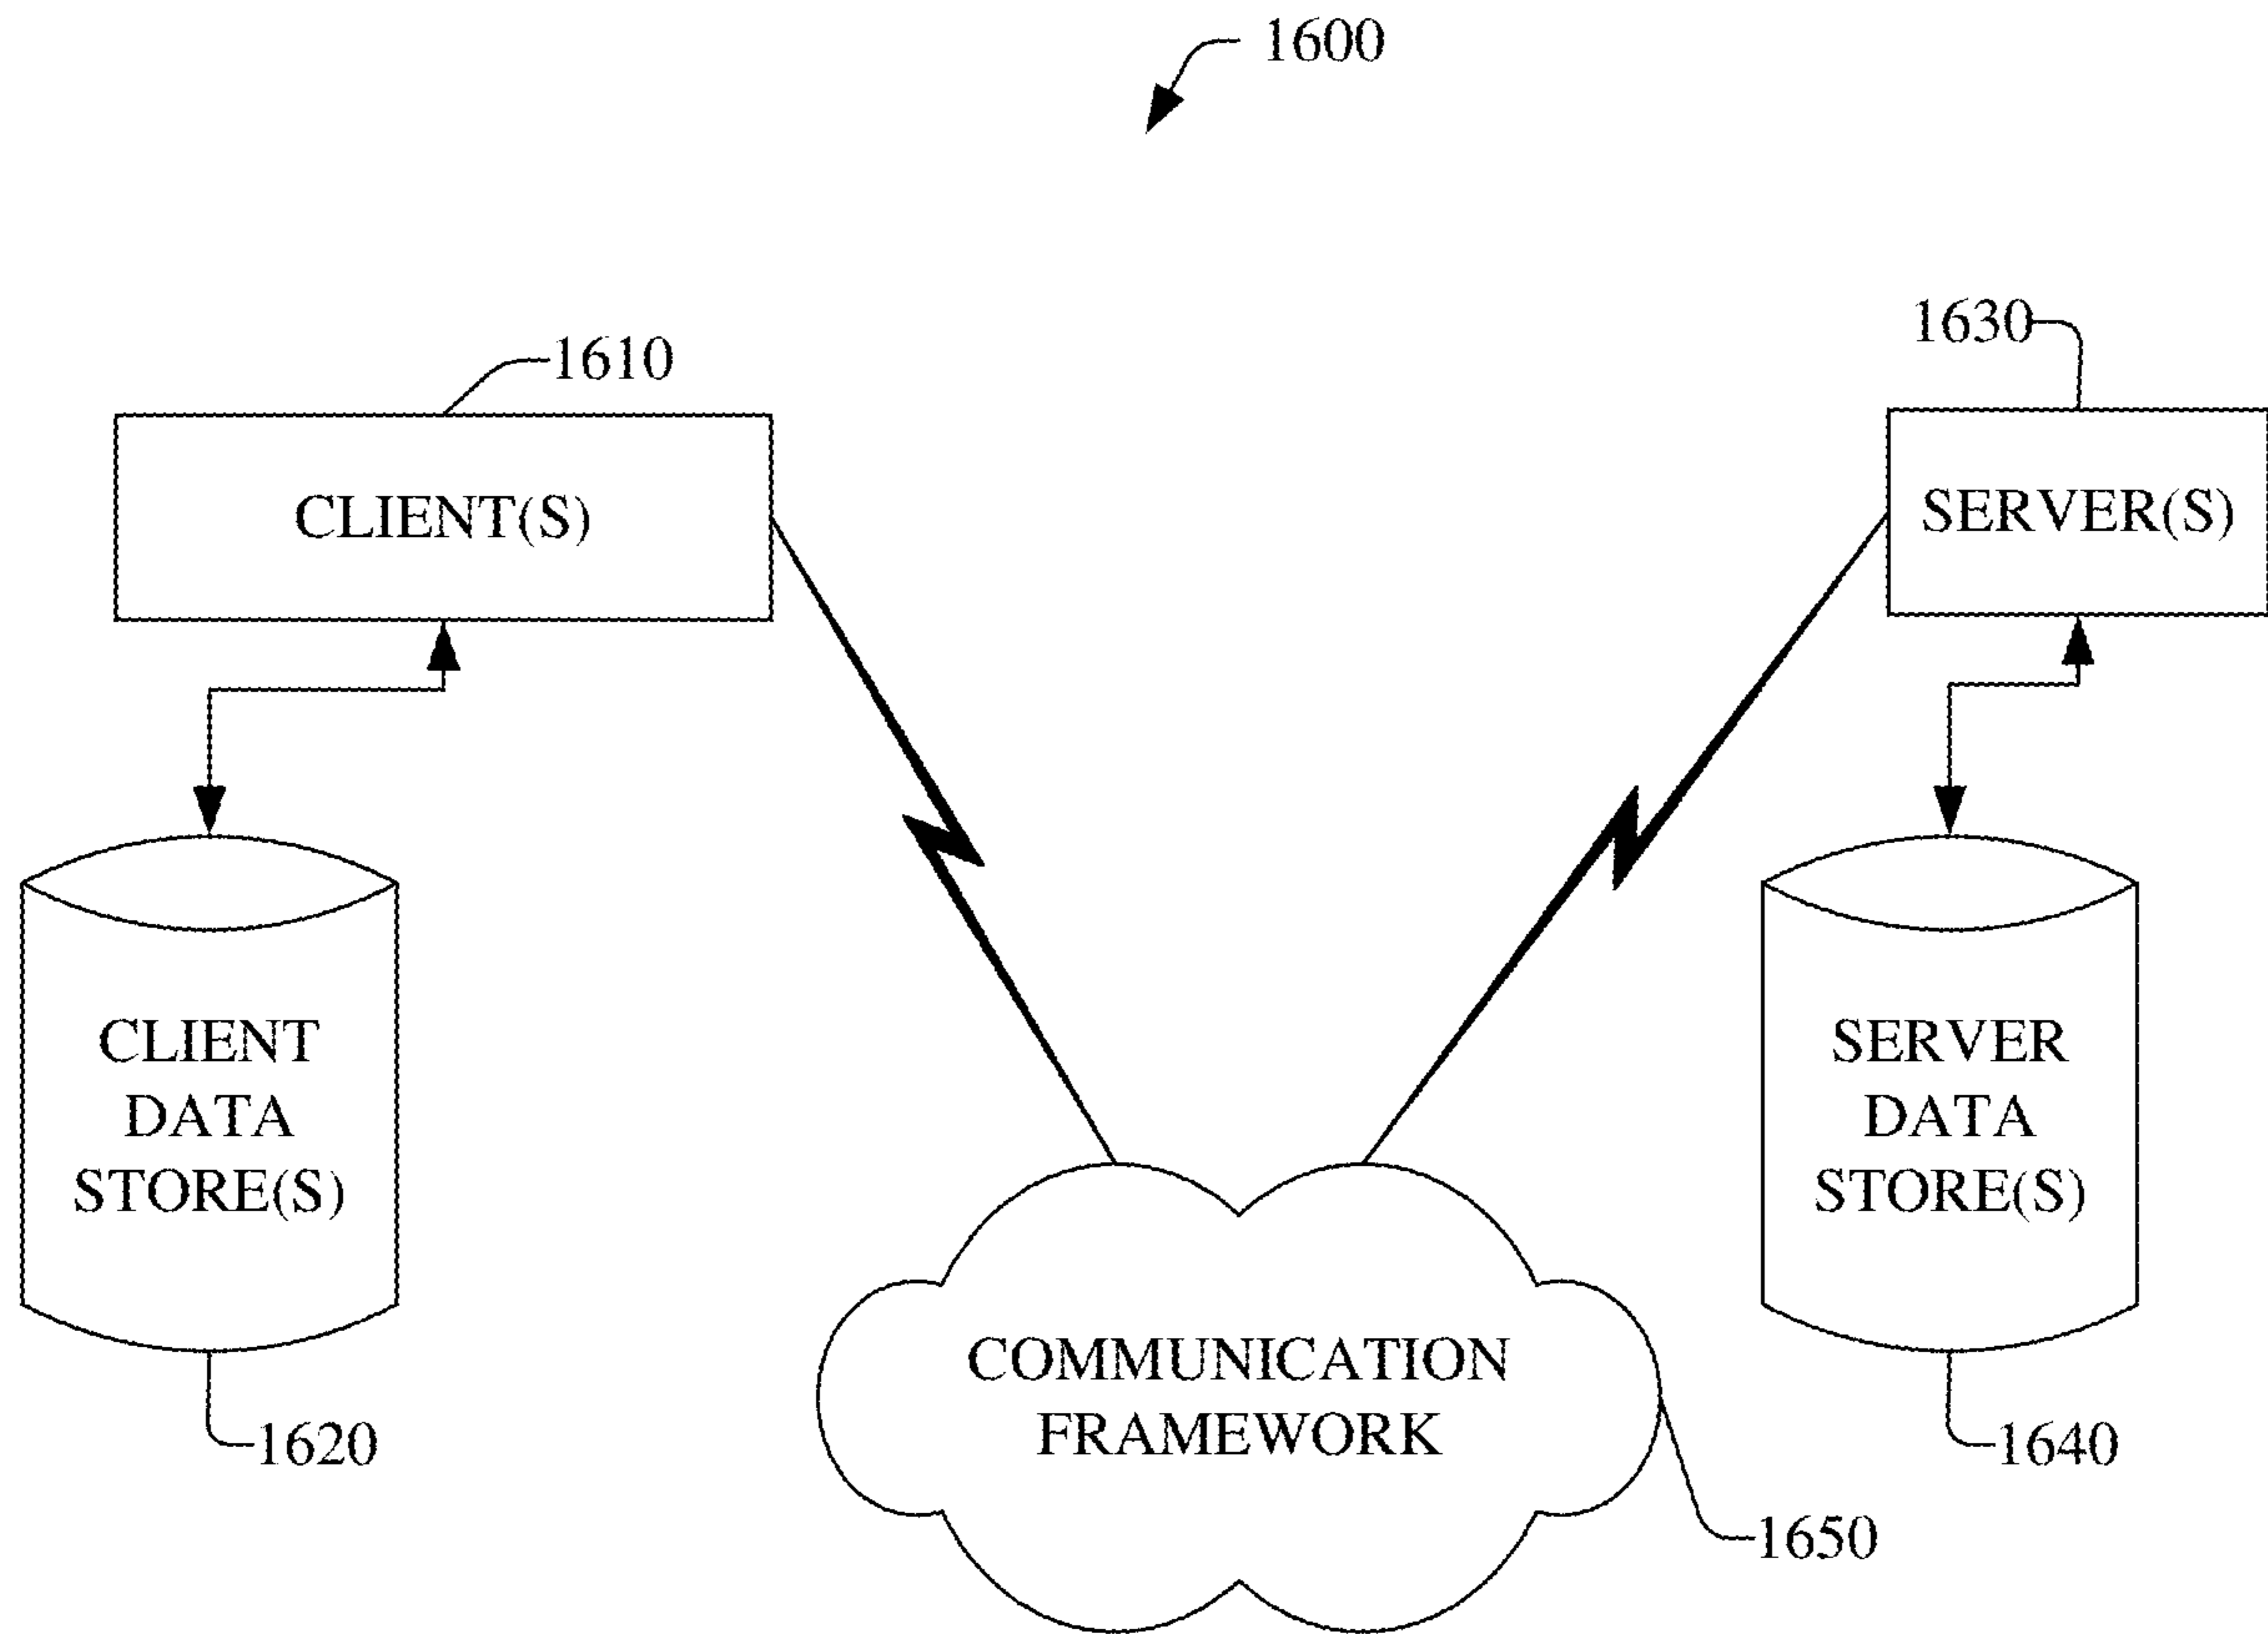 1600
1610
1630
CLIENT(S)
SERVER(S)
CLIENT
DATA
STORE(S)
SERVER
DATA
STORE(S)
COMMUNICATION
FRAMEWORK
1620
1640
1650